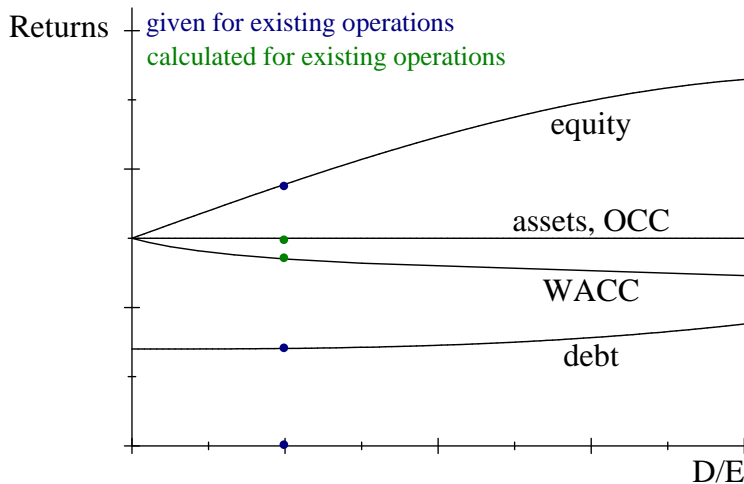 Returns
given for existing operations
calculated for existing operations
equity
assets, OCC
WACC
debt
D/E